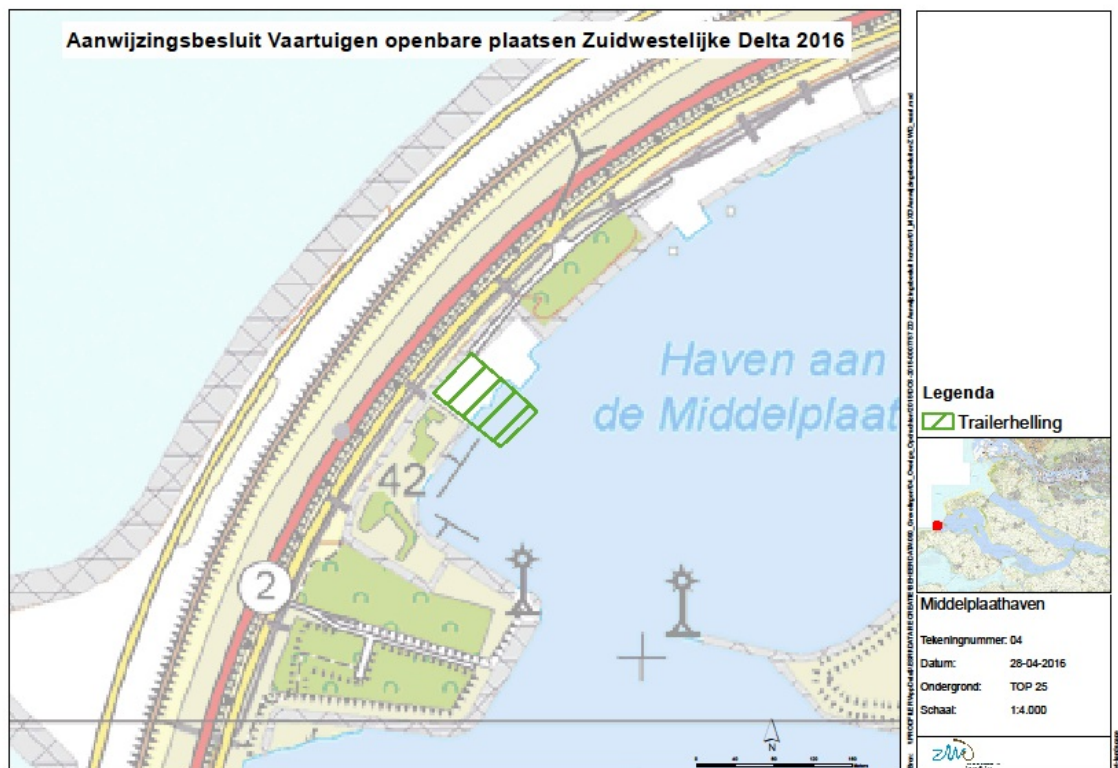 Aanwijzingsbesluit Vaartuigen openbare plaatsen Zuidwestelijke Delta 2016
Haven aan
de Middelplaat
42
2
N
Legenda
Trailerhelling
Middelplaathaven
Tekeningnummer: 04
Datum: 28-04-2016
Ondergrond: TOP 25
Schaal: 1:4.000